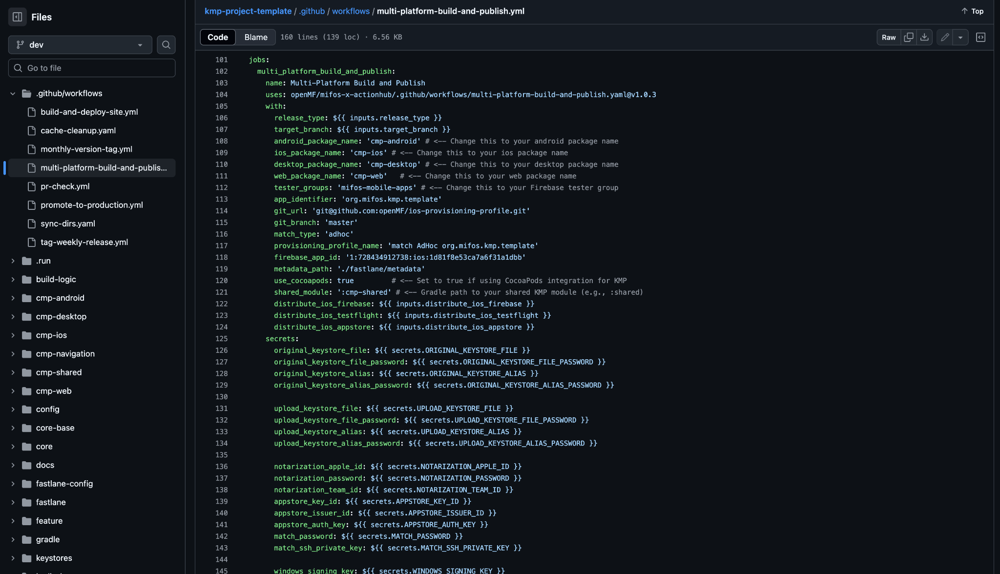 Files
dev
Go to file
.github/workflows
build-and-deploy-site.yml
cache-cleanup.yaml
monthly-version-tag.yml
multi-platform-build-and-publis...
pr-check.yml
promote-to-production.yml
sync-dirs.yaml
tag-weekly-release.yml
.run
build-logic
cmp-android
cmp-desktop
cmp-ios
cmp-navigation
cmp-shared
cmp-web
config
core-base
core
docs
fastlane-config
fastlane
feature
gradle
keystores
kmp-project-template / .github / workflows / multi-platform-build-and-publish.yml
Top
Code Blame 160 lines (139 loc) · 6.56 KB
Raw
101 jobs:
102 multi_platform_build_and_publish:
103 name: Multi-Platform Build and Publish
104 uses: openMF/mifos-x-actionhub/.github/workflows/multi-platform-build-and-publish.yaml@v1.0.3
105 with:
106 release_type: ${{ inputs.release_type }}
107 target_branch: ${{ inputs.target_branch }}
108 android_package_name: 'cmp-android' # <-- Change this to your android package name
109 ios_package_name: 'cmp-ios' # <-- Change this to your ios package name
110 desktop_package_name: 'cmp-desktop' # <-- Change this to your desktop package name
111 web_package_name: 'cmp-web' # <-- Change this to your web package name
112 tester_groups: 'mifos-mobile-apps' # <-- Change this to your Firebase tester group
113 app_identifier: 'org.mifos.kmp.template'
114 git_url: 'git@github.com:openMF/ios-provisioning-profile.git'
115 git_branch: 'master'
116 match_type: 'adhoc'
117 provisioning_profile_name: 'match AdHoc org.mifos.kmp.template'
118 firebase_app_id: '1:728434912738:ios:1d81f8e53ca7a6f31a1dbb'
119 metadata_path: './fastlane/metadata'
120 use_cocoapods: true # <-- Set to true if using CocoaPods integration for KMP
121 shared_module: ':cmp-shared' # <-- Gradle path to your shared KMP module (e.g., :shared)
122 distribute_ios_firebase: ${{ inputs.distribute_ios_firebase }}
123 distribute_ios_testflight: ${{ inputs.distribute_ios_testflight }}
124 distribute_ios_appstore: ${{ inputs.distribute_ios_appstore }}
125 secrets:
126 original_keystore_file: ${{ secrets.ORIGINAL_KEYSTORE_FILE }}
127 original_keystore_file_password: ${{ secrets.ORIGINAL_KEYSTORE_FILE_PASSWORD }}
128 original_keystore_alias: ${{ secrets.ORIGINAL_KEYSTORE_ALIAS }}
129 original_keystore_alias_password: ${{ secrets.ORIGINAL_KEYSTORE_ALIAS_PASSWORD }}
130
131 upload_keystore_file: ${{ secrets.UPLOAD_KEYSTORE_FILE }}
132 upload_keystore_file_password: ${{ secrets.UPLOAD_KEYSTORE_FILE_PASSWORD }}
133 upload_keystore_alias: ${{ secrets.UPLOAD_KEYSTORE_ALIAS }}
134 upload_keystore_alias_password: ${{ secrets.UPLOAD_KEYSTORE_ALIAS_PASSWORD }}
135
136 notarization_apple_id: ${{ secrets.NOTARIZATION_APPLE_ID }}
137 notarization_password: ${{ secrets.NOTARIZATION_PASSWORD }}
138 notarization_team_id: ${{ secrets.NOTARIZATION_TEAM_ID }}
139 appstore_key_id: ${{ secrets.APPSTORE_KEY_ID }}
140 appstore_issuer_id: ${{ secrets.APPSTORE_ISSUER_ID }}
141 appstore_auth_key: ${{ secrets.APPSTORE_AUTH_KEY }}
142 match_password: ${{ secrets.MATCH_PASSWORD }}
143 match_ssh_private_key: ${{ secrets.MATCH_SSH_PRIVATE_KEY }}
144
145 windows_signing_key: ${{ secrets.WINDOWS_SIGNING_KEY }}